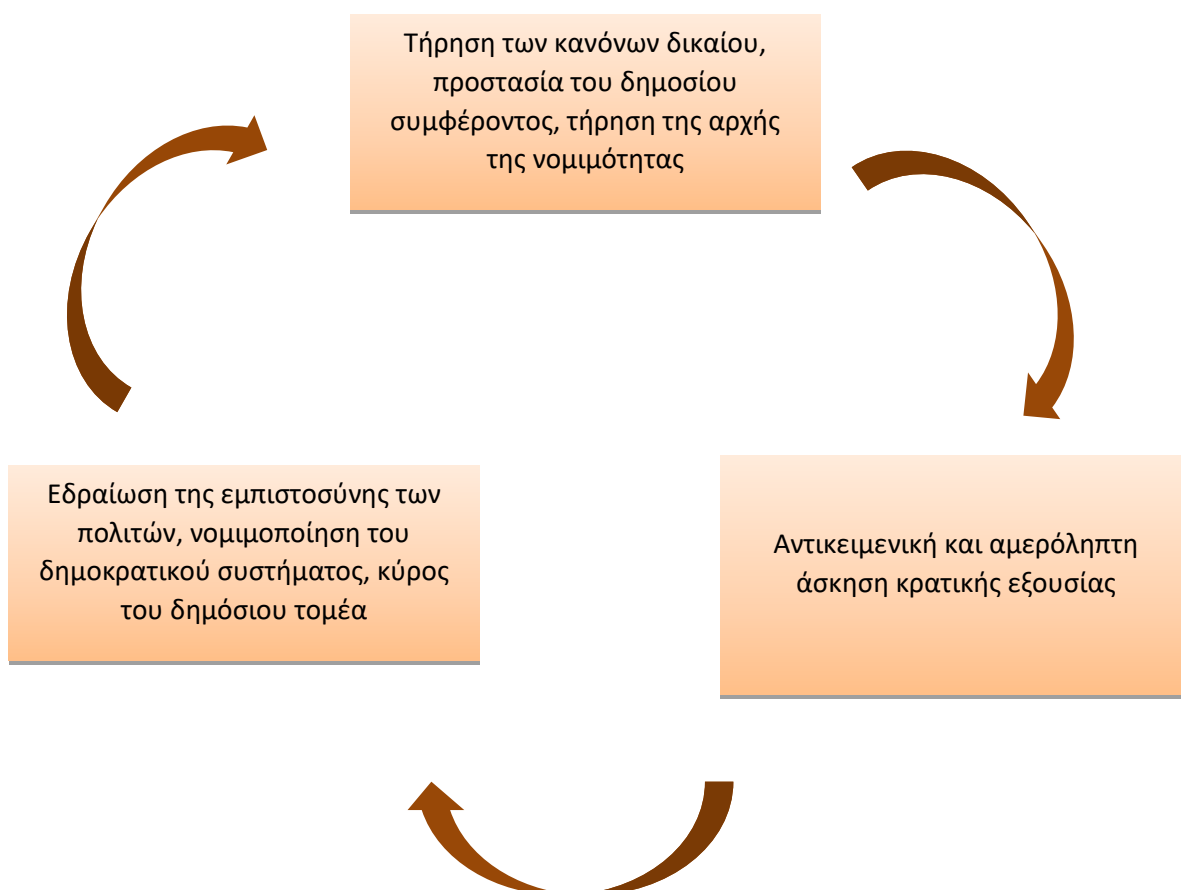 Τήρηση των κανόνων δικαίου,
προστασία του δημοσίου
συμφέροντος, τήρηση της αρχής
της νομιμότητας
Αντικειμενική και αμερόληπτη
άσκηση κρατικής εξουσίας
Εδραίωση της εμπιστοσύνης των
πολιτών, νομιμοποίηση του
δημοκρατικού συστήματος, κύρος
του δημόσιου τομέα